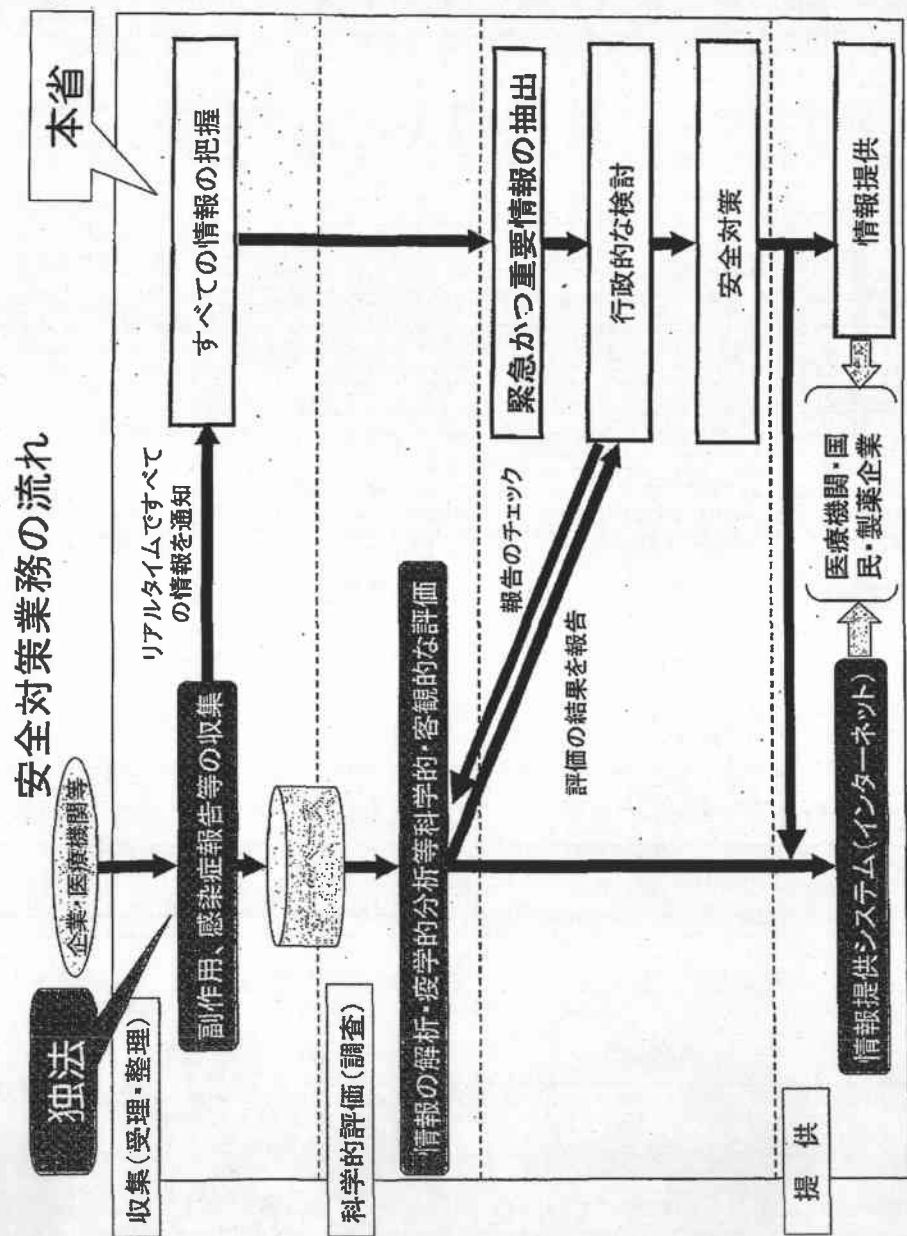 安全対策業務の流れ
企業・医療機関等
独法
本省
収集(受理・整理)
副作用、感染症報告等の収集
リアルタイムですべて
の情報を通知
すべての情報の把握
科学的評価(調査)
情報の解析・疫学的分析等科学的・客観的な評価
緊急かつ重要情報の抽出
報告のチェック
評価の結果を報告
行政的な検討
安全対策
提 供
情報提供システム(インターネット)
医療機関・国
民・製薬企業
情報提供